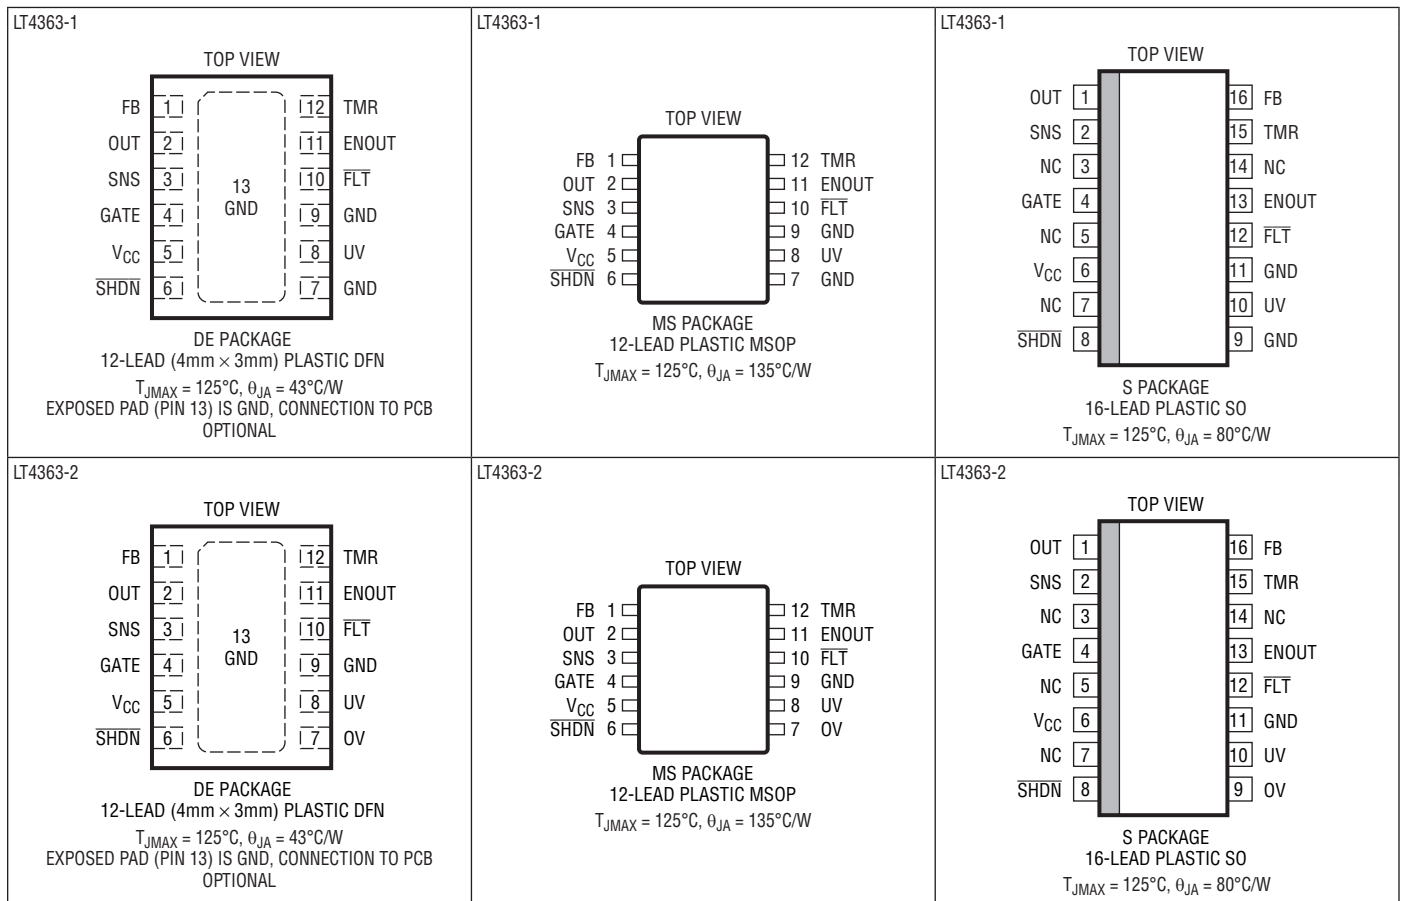 LT4363-1
TOP VIEW
FB 1 12 TMR
OUT 2 11 ENOUT
SNS 3 10 FLT
13
GND
GATE 4 9 GND
VCC 5 8 UV
SHDN 6 7 GND
DE PACKAGE
12-LEAD (4mm × 3mm) PLASTIC DFN
TJMAX = 125°C, θJA = 43°C/W
EXPOSED PAD (PIN 13) IS GND, CONNECTION TO PCB
OPTIONAL
LT4363-1
TOP VIEW
FB 1 12 TMR
OUT 2 11 ENOUT
SNS 3 10 FLT
GATE 4 9 GND
VCC 5 8 UV
SHDN 6 7 GND
MS PACKAGE
12-LEAD PLASTIC MSOP
TJMAX = 125°C, θJA = 135°C/W
LT4363-1
TOP VIEW
OUT 1 16 FB
SNS 2 15 TMR
NC 3 14 NC
GATE 4 13 ENOUT
NC 5 12 FLT
VCC 6 11 GND
NC 7 10 UV
SHDN 8 9 GND
S PACKAGE
16-LEAD PLASTIC SO
TJMAX = 125°C, θJA = 80°C/W
LT4363-2
TOP VIEW
FB 1 12 TMR
OUT 2 11 ENOUT
SNS 3 10 FLT
13
GND
GATE 4 9 GND
VCC 5 8 UV
SHDN 6 7 OV
DE PACKAGE
12-LEAD (4mm × 3mm) PLASTIC DFN
TJMAX = 125°C, θJA = 43°C/W
EXPOSED PAD (PIN 13) IS GND, CONNECTION TO PCB
OPTIONAL
LT4363-2
TOP VIEW
FB 1 12 TMR
OUT 2 11 ENOUT
SNS 3 10 FLT
GATE 4 9 GND
VCC 5 8 UV
SHDN 6 7 OV
MS PACKAGE
12-LEAD PLASTIC MSOP
TJMAX = 125°C, θJA = 135°C/W
LT4363-2
TOP VIEW
OUT 1 16 FB
SNS 2 15 TMR
NC 3 14 NC
GATE 4 13 ENOUT
NC 5 12 FLT
VCC 6 11 GND
NC 7 10 UV
SHDN 8 9 OV
S PACKAGE
16-LEAD PLASTIC SO
TJMAX = 125°C, θJA = 80°C/W